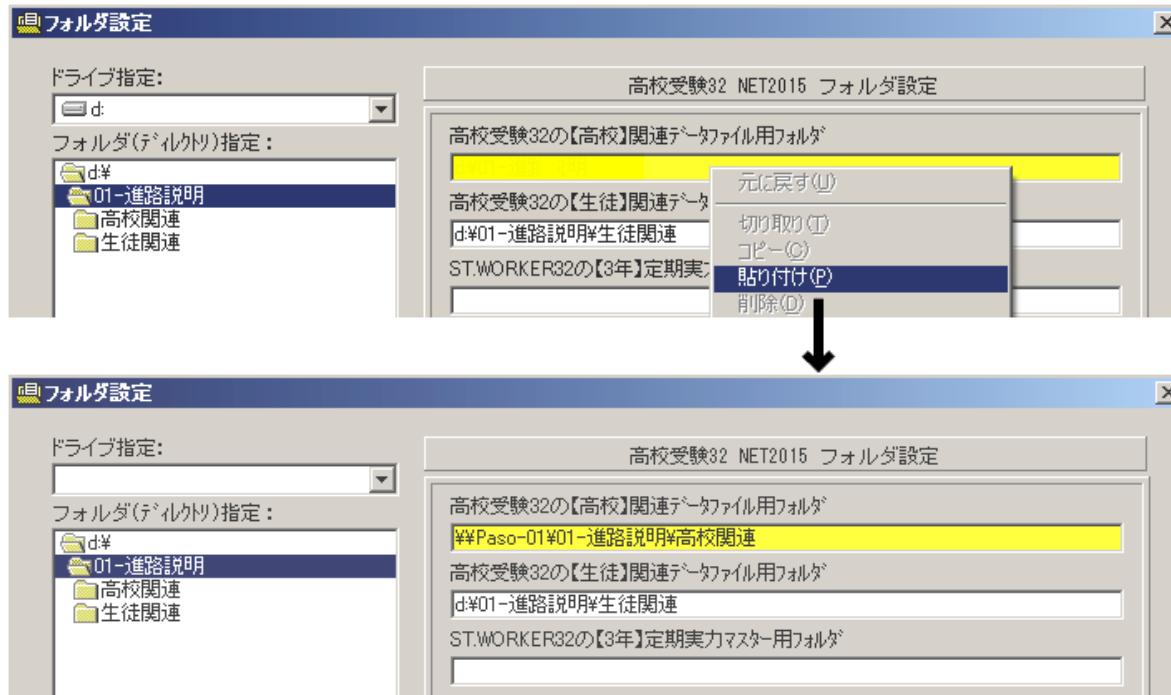 フォルダ設定
ドライブ指定:
d:
フォルダ(ディレクトリ)指定：
d:¥
01-進路説明
高校関連
生徒関連
高校受験32 NET2015 フォルダ設定
高校受験32の【高校】関連データファイル用フォルダ
高校受験32の【生徒】関連データ
d:¥01-進路説明¥生徒関連
ST.WORKER32の【3年】定期実力
元に戻す(U)
切り取り(T)
コピー(C)
貼り付け(P)
削除(D)
フォルダ設定
ドライブ指定:
フォルダ(ディレクトリ)指定：
d:¥
01-進路説明
高校関連
生徒関連
高校受験32 NET2015 フォルダ設定
高校受験32の【高校】関連データファイル用フォルダ
¥¥Paso-01¥01-進路説明¥高校関連
高校受験32の【生徒】関連データファイル用フォルダ
d:¥01-進路説明¥生徒関連
ST.WORKER32の【3年】定期実力マスター用フォルダ